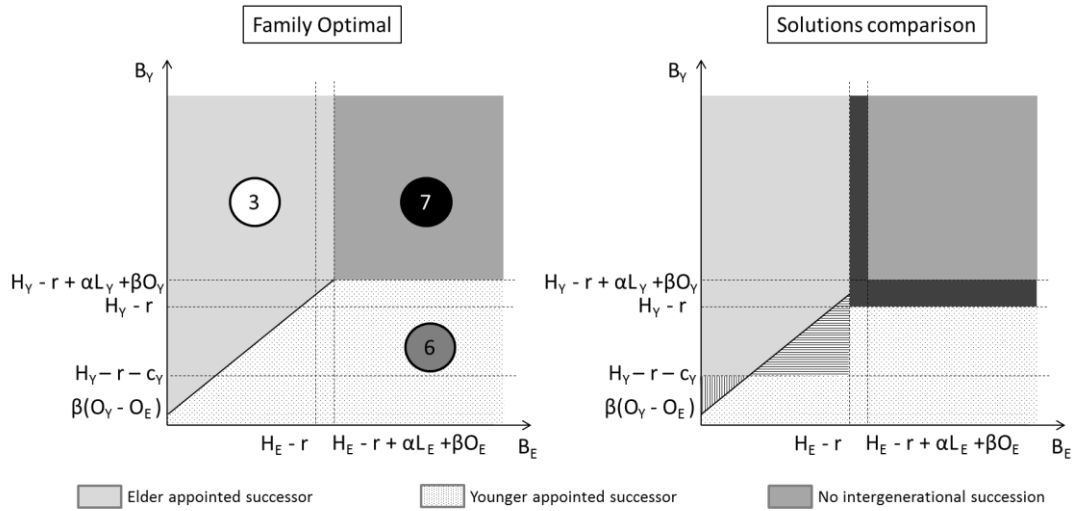 Family Optimal
Solutions comparison
B_Y
3
7
H_Y - r + αL_Y +βO_Y
H_Y - r
6
H_Y – r – c_Y
β(O_Y - O_E)
H_E - r
H_E - r + αL_E +βO_E
B_E
B_Y
H_Y - r + αL_Y +βO_Y
H_Y - r
H_Y – r – c_Y
β(O_Y - O_E)
H_E - r
H_E - r + αL_E +βO_E
B_E
Elder appointed successor
Younger appointed successor
No intergenerational succession